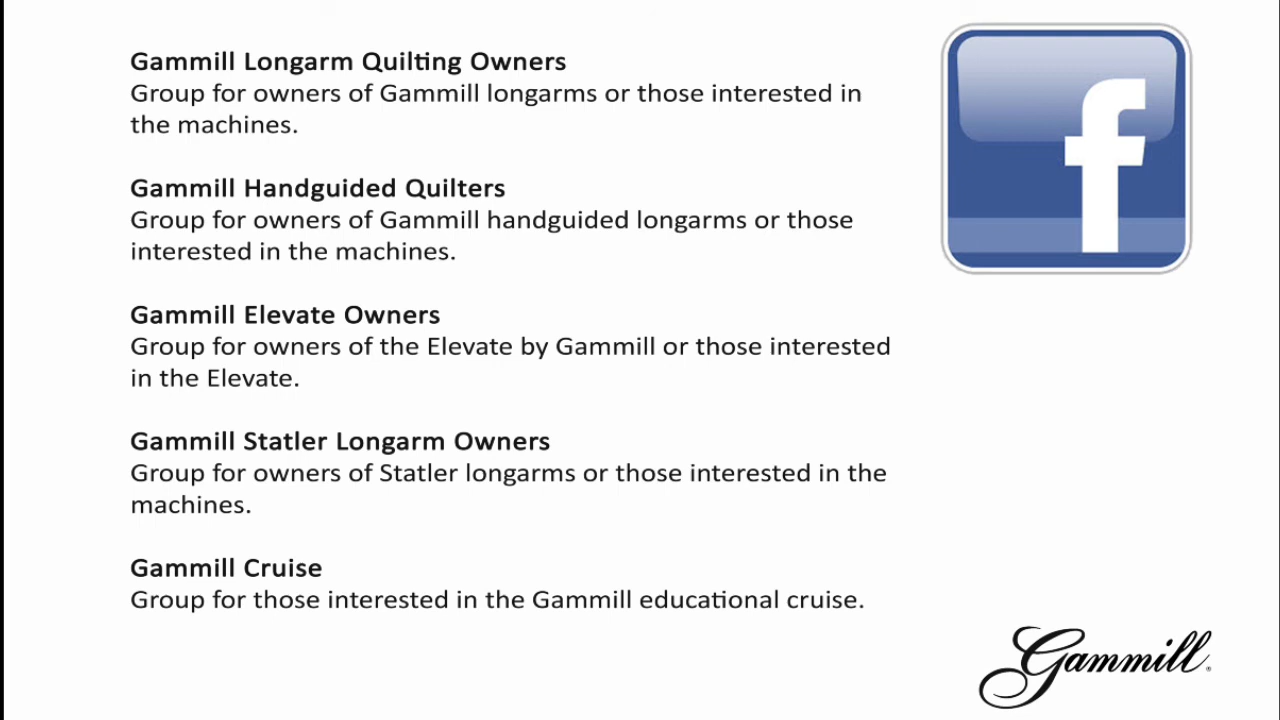 Gammill Longarm Quilting Owners
Group for owners of Gammill longarms or those interested in
the machines.
Gammill Handguided Quilters
Group for owners of Gammill handguided longarms or those
interested in the machines.
Gammill Elevate Owners
Group for owners of the Elevate by Gammill or those interested
in the Elevate.
Gammill Statler Longarm Owners
Group for owners of Statler longarms or those interested in the
machines.
Gammill Cruise
Group for those interested in the Gammill educational cruise.
f
Gammill®